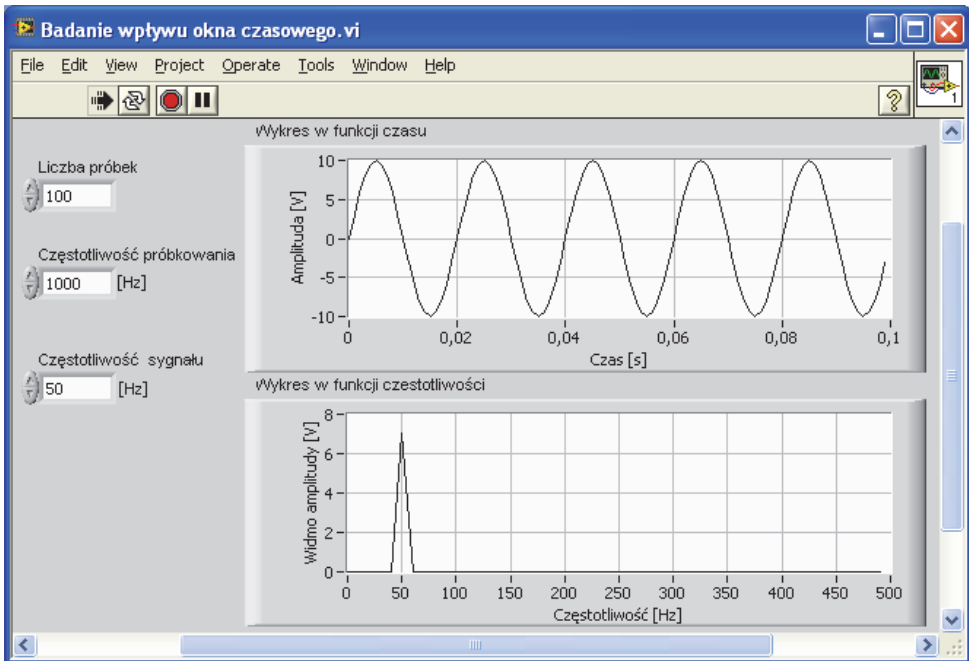 Badanie wpływu okna czasowego.vi
File Edit View Project Operate Tools Window Help
1
Wykres w funkcji czasu
Liczba próbek
100
Częstotliwość próbkowania
1000 [Hz]
Częstotliwość sygnału
50 [Hz]
Amplituda [V]
10
5
0
-5
-10
0 0,02 0,04 0,06 0,08 0,1
Czas [s]
Wykres w funkcji czestotliwości
Widmo amplitudy [V]
8
6
4
2
0
0 50 100 150 200 250 300 350 400 450 500
Częstotliwość [Hz]